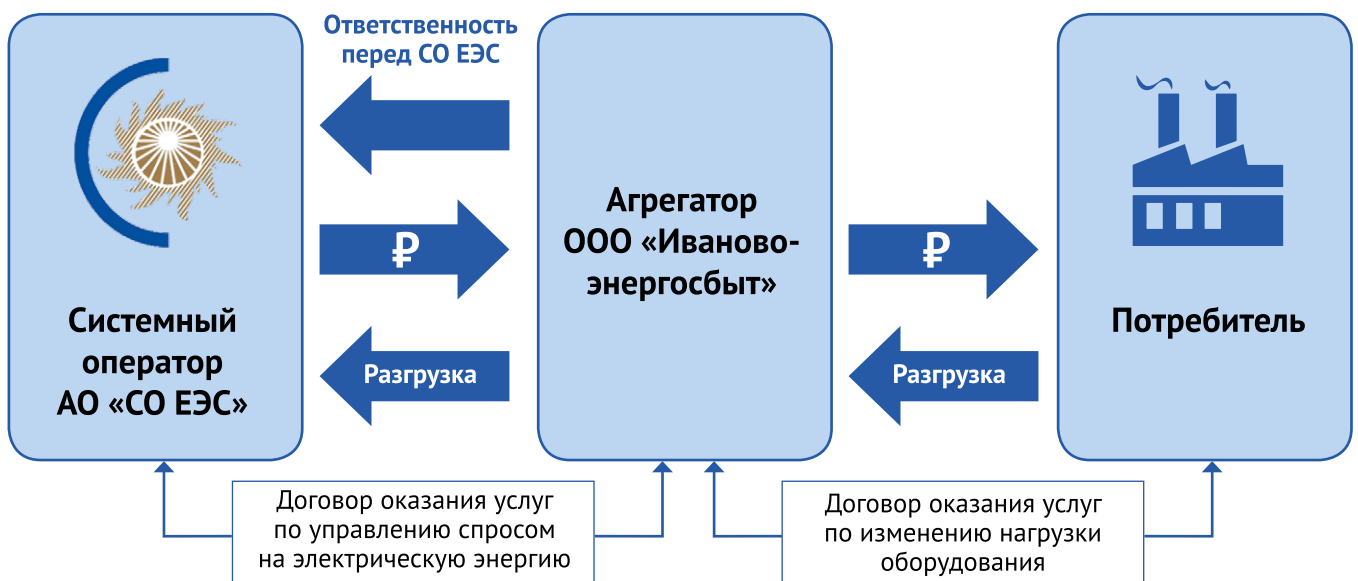 Ответственность
перед СО ЕЭС
Системный
оператор
АО «СО ЕЭС»
₽
Разгрузка
Агрегатор
ООО «Иваново-
энергосбыт»
₽
Разгрузка
Потребитель
Договор оказания услуг
по управлению спросом
на электрическую энергию
Договор оказания услуг
по изменению нагрузки
оборудования